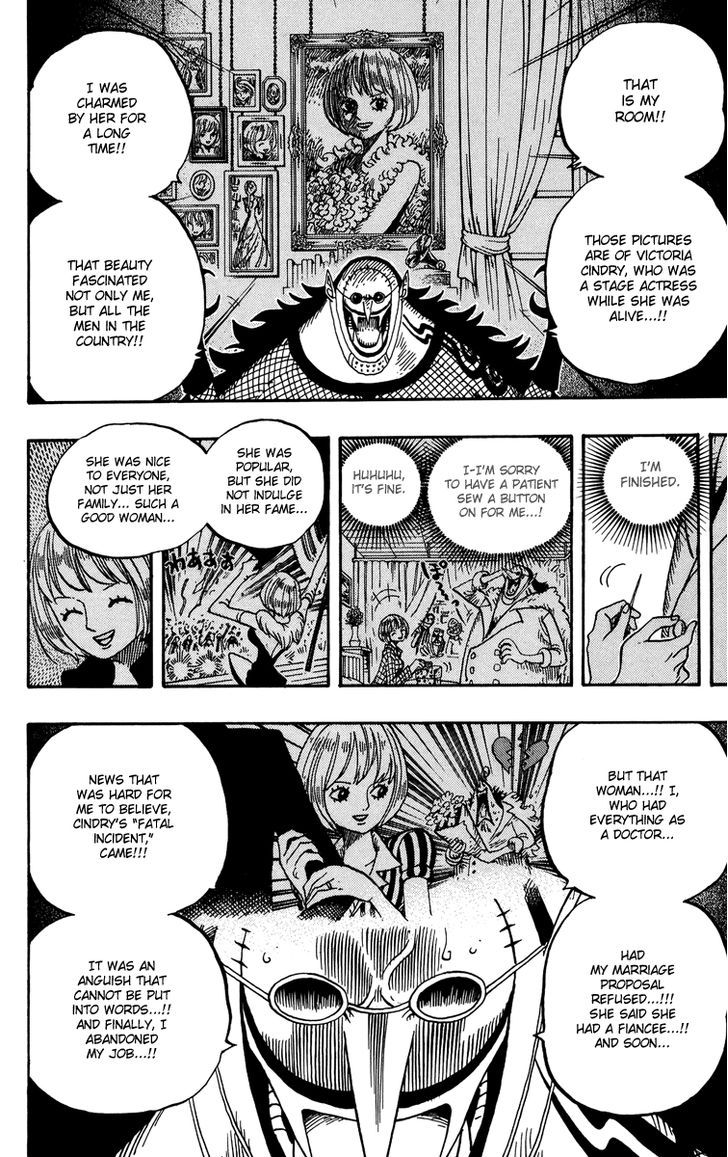 THAT
IS MY
ROOM!!
THOSE PICTURES
ARE OF VICTORIA
CINDRY, WHO WAS
A STAGE ACTRESS
WHILE SHE WAS
ALIVE...!!
I WAS
CHARMED
BY HER FOR
A LONG
TIME!!
THAT BEAUTY
FASCINATED
NOT ONLY ME,
BUT ALL THE
MEN IN THE
COUNTRY!!
I'M
FINISHED.
I-I'M SORRY
TO HAVE A PATIENT
SEW A BUTTON
ON FOR ME...!
HUHUHU,
IT'S FINE.
ぽ〜っ
SHE WAS
POPULAR,
BUT SHE DID
NOT INDULGE
IN HER FAME...
わあああ
SHE WAS NICE
TO EVERYONE,
NOT JUST HER
FAMILY... SUCH
A GOOD WOMAN...
BUT THAT
WOMAN...!! I,
WHO HAD
EVERYTHING AS
A DOCTOR...
HAD
MY MARRIAGE
PROPOSAL
REFUSED...!!!
SHE SAID SHE
HAD A FIANCEE...!!
AND SOON...
NEWS THAT
WAS HARD FOR
ME TO BELIEVE,
CINDRY'S "FATAL
INCIDENT,"
CAME!!!
IT WAS AN
ANGUISH THAT
CANNOT BE PUT
INTO WORDS...!!
AND FINALLY, I
ABANDONED
MY JOB...!!